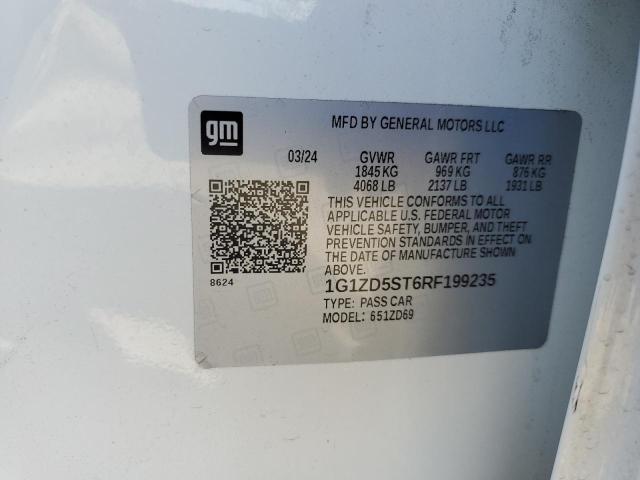 gm
MFD BY GENERAL MOTORS LLC
03/24 GVWR GAWR FRT GAWR RR
1845 KG 969 KG 876 KG
4068 LB 2137 LB 1931 LB
THIS VEHICLE CONFORMS TO ALL
APPLICABLE U.S. FEDERAL MOTOR
VEHICLE SAFETY, BUMPER, AND THEFT
PREVENTION STANDARDS IN EFFECT ON
THE DATE OF MANUFACTURE SHOWN
ABOVE.
8624
1G1ZD5ST6RF199235
TYPE: PASS CAR
MODEL: 651ZD69